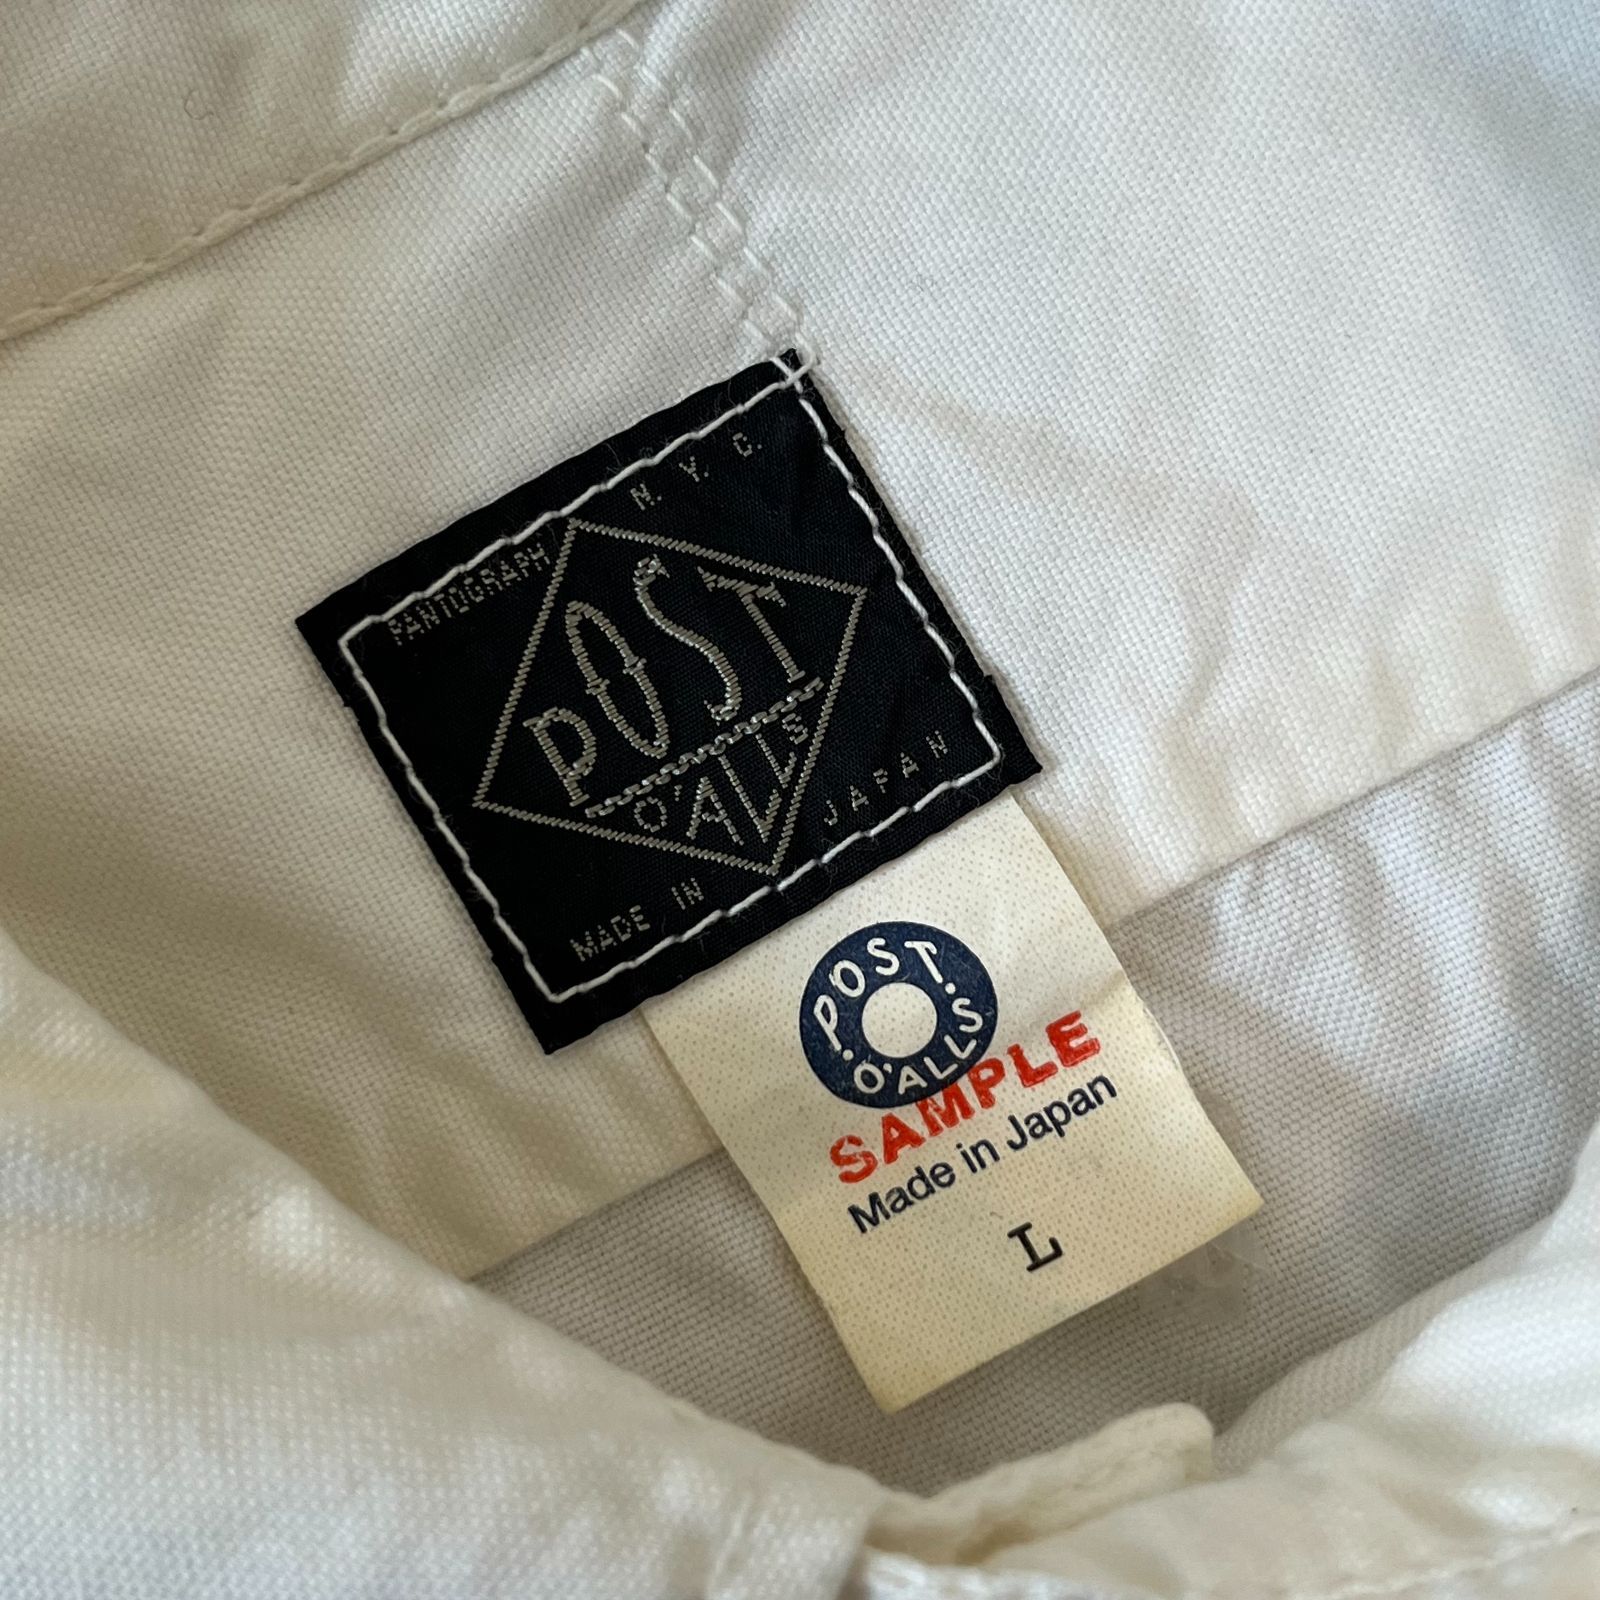 PANTOGRAPH N. Y. C.
POST
O'ALLS
MADE IN JAPAN
POST.
O'ALLS
SAMPLE
Made in Japan
L